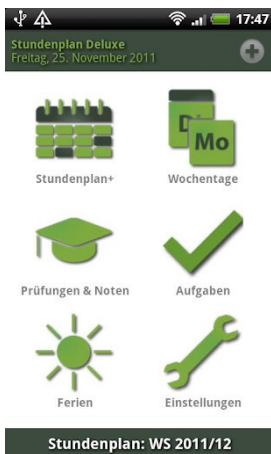 17:47
Stundenplan Deluxe
Freitag, 25. November 2011
Di
Mo
Stundenplan+
Wochentage
Prüfungen & Noten
Aufgaben
Ferien
Einstellungen
Stundenplan: WS 2011/12